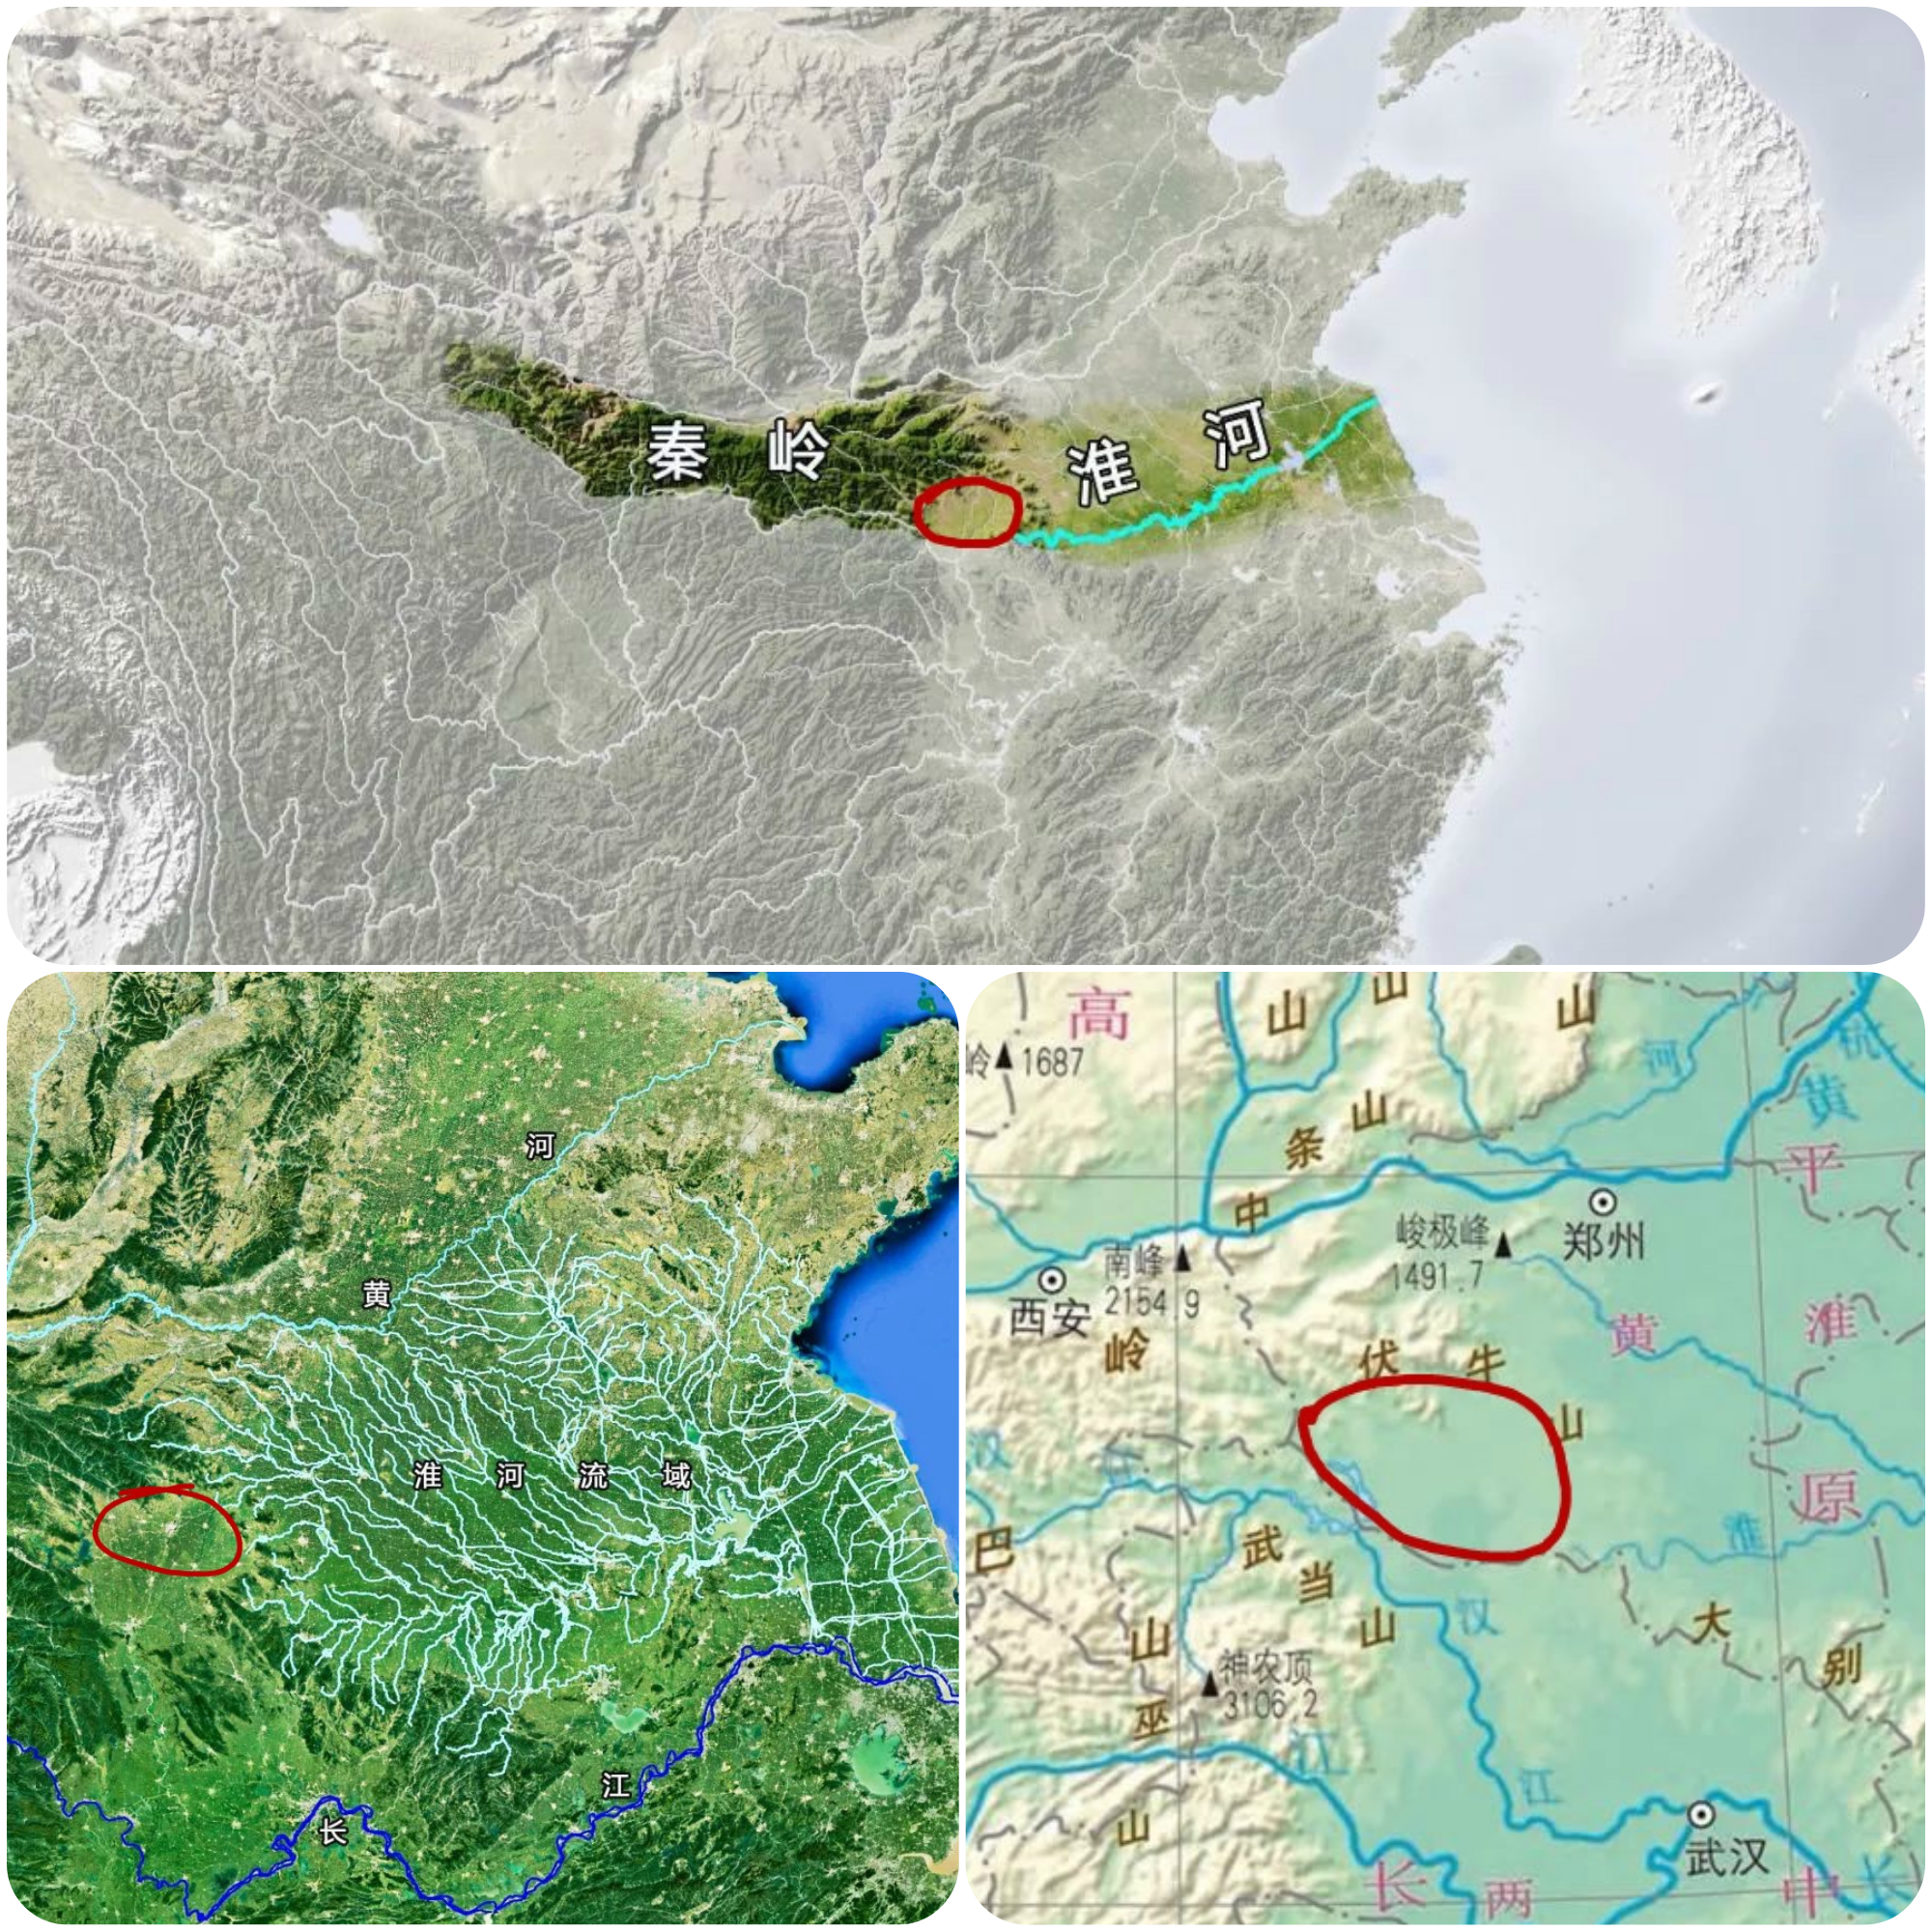 秦 岭
淮 河
河
黄
淮 河 流 域
江
长
高
山
山
山
岭
1687
河
杭
黄
条 山
中
平
峻极峰
1491.7
郑州
南峰
2154.9
西安
岭
黄
淮
伏 牛
山
汉
江
原
淮
巴
武
当
山
汉
大
别
山
神农顶
3106.2
巫
江
山
江
武汉
长 两 中 长